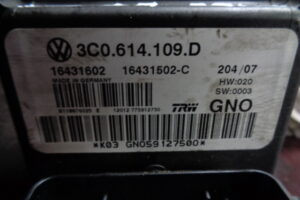 3C0.614.109.D
16431602 16431502-C 204/07
MADE IN GERMANY HW:020
SW:0003
TRW GNO
*K03 GNO59127500*